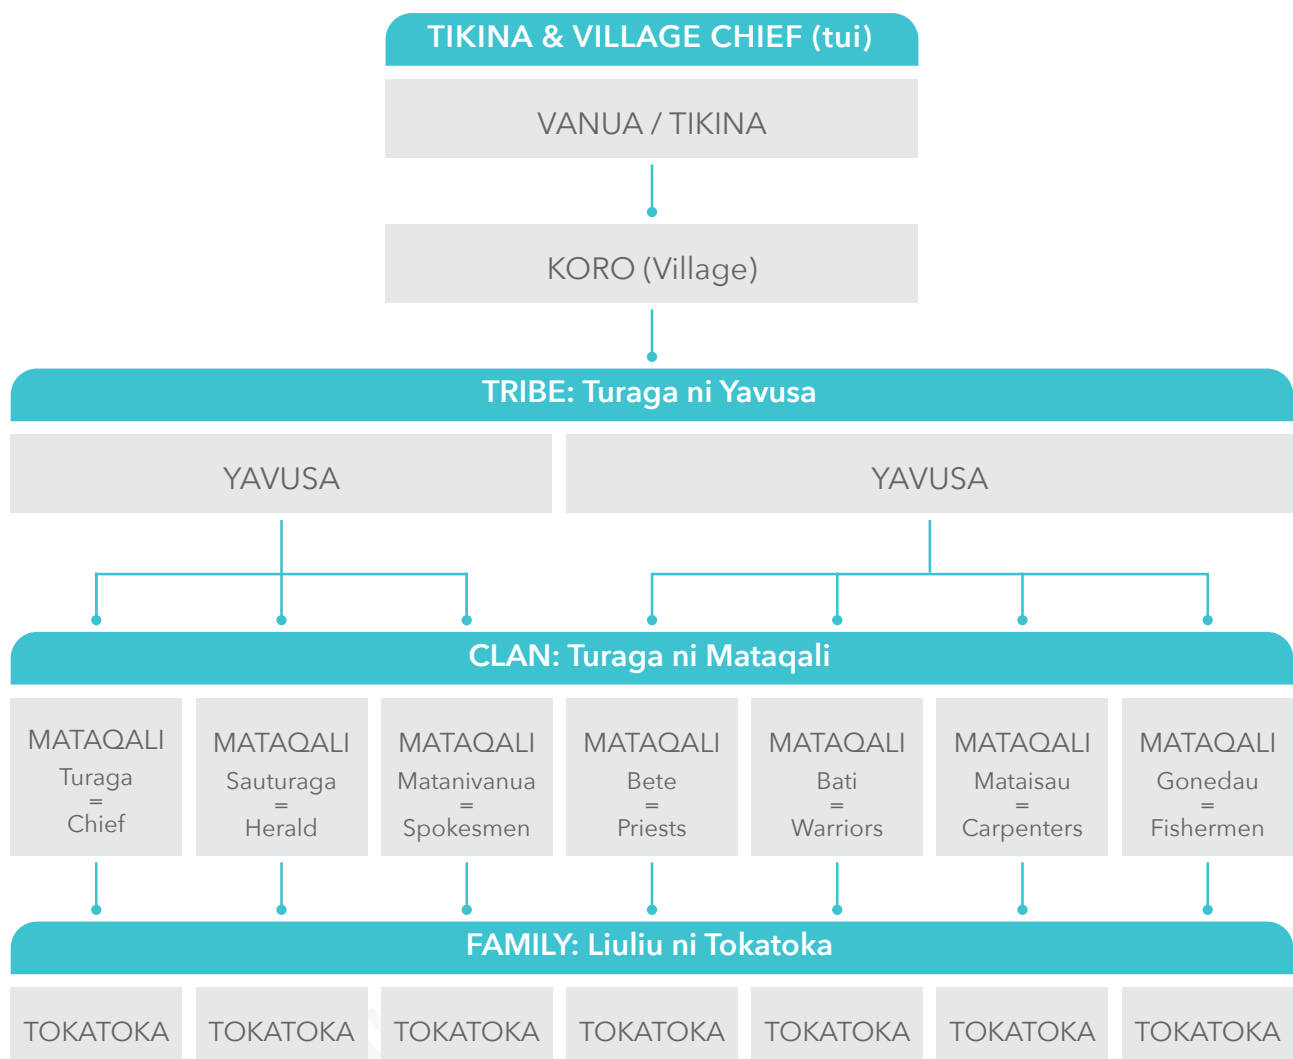 TIKINA & VILLAGE CHIEF (tui)
VANUA / TIKINA
KORO (Village)
TRIBE: Turaga ni Yavusa
YAVUSA
YAVUSA
CLAN: Turaga ni Mataqali
MATAQALI
Turaga
=
Chief
MATAQALI
Sauturaga
=
Herald
MATAQALI
Matanivanua
=
Spokesmen
MATAQALI
Bete
=
Priests
MATAQALI
Bati
=
Warriors
MATAQALI
Mataisau
=
Carpenters
MATAQALI
Gonedau
=
Fishermen
FAMILY: Liuliu ni Tokatoka
TOKATOKA
TOKATOKA
TOKATOKA
TOKATOKA
TOKATOKA
TOKATOKA
TOKATOKA